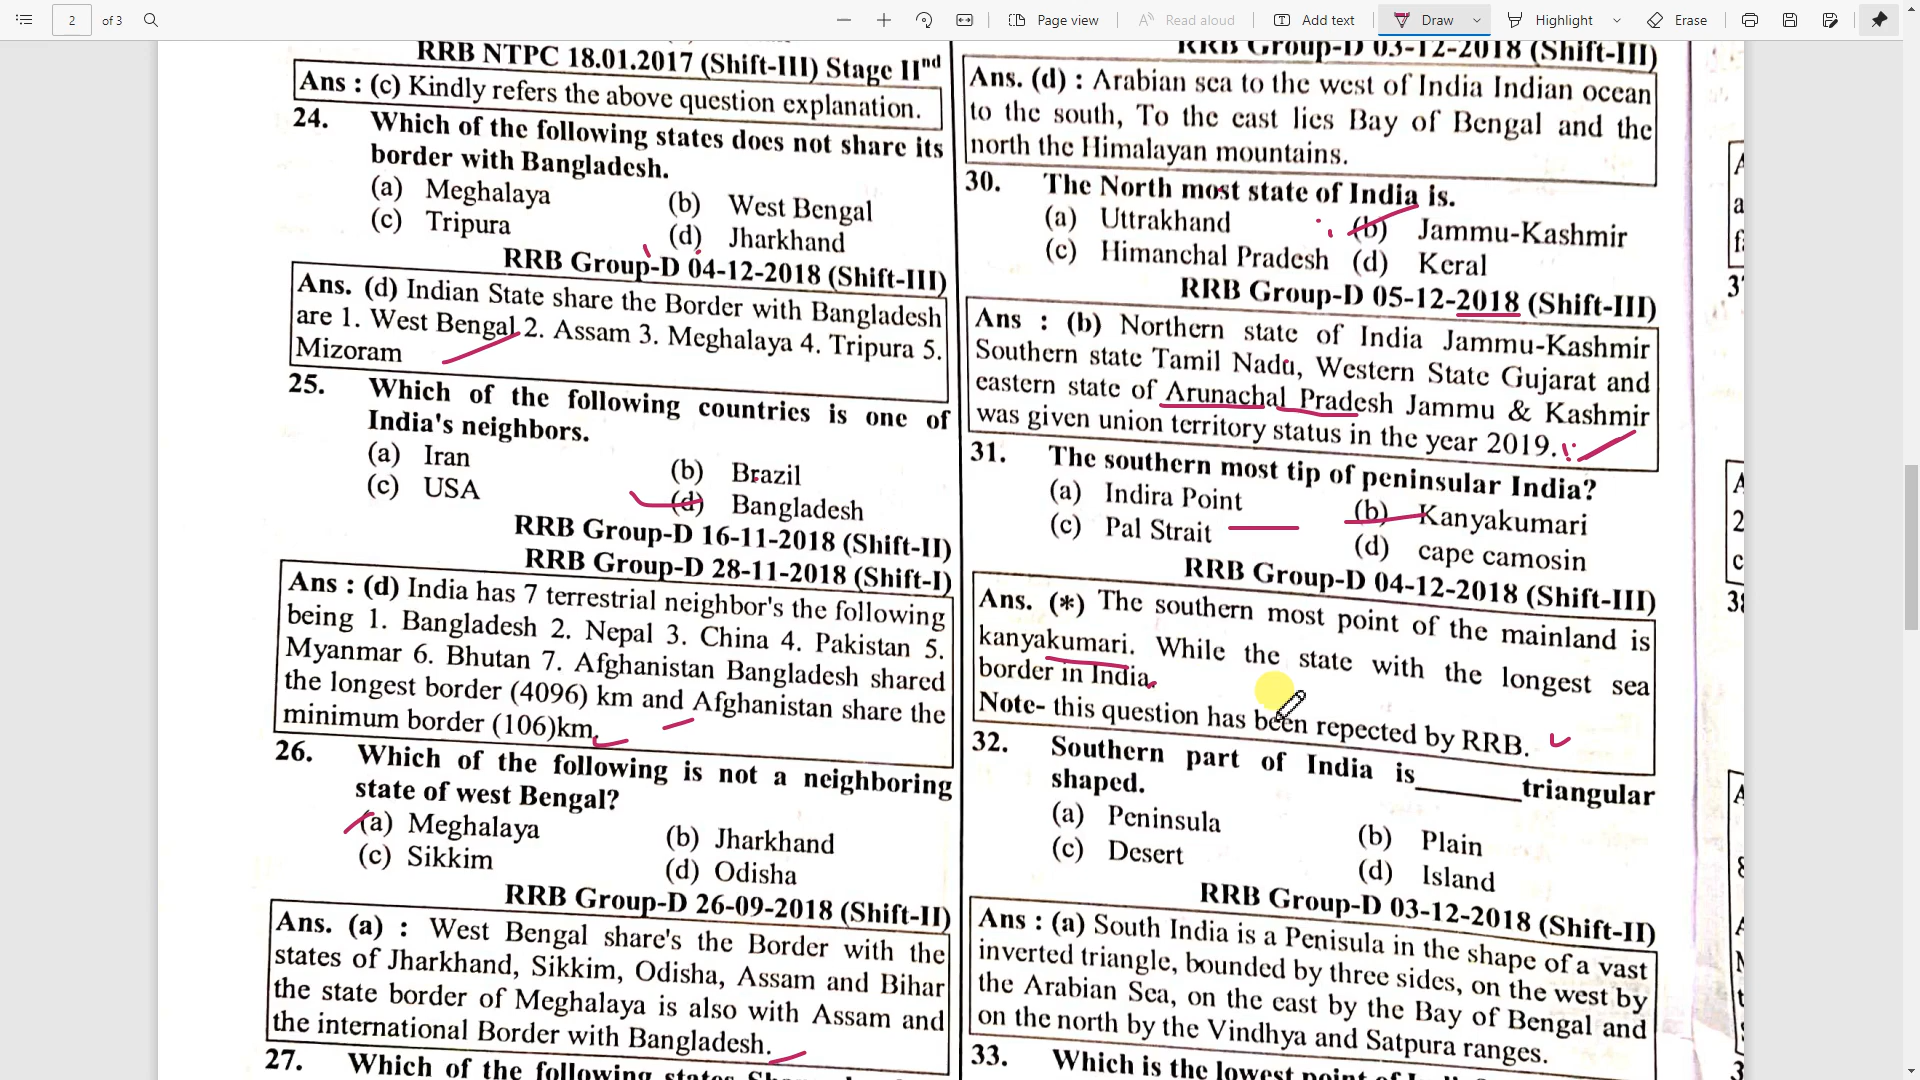 2
of 3
Page view
Read aloud
Add text
Draw
Highlight
Erase
RRB NTPC 18.01.2017 (Shift-III) Stage IInd
Ans : (c) Kindly refers the above question explanation.
24. Which of the following states does not share its
border with Bangladesh.
(a) Meghalaya (b) West Bengal
(c) Tripura (d) Jharkhand
RRB Group-D 04-12-2018 (Shift-III)
Ans. (d) Indian State share the Border with Bangladesh
are 1. West Bengal 2. Assam 3. Meghalaya 4. Tripura 5.
Mizoram
25. Which of the following countries is one of
India's neighbors.
(a) Iran (b) Brazil
(c) USA (d) Bangladesh
RRB Group-D 16-11-2018 (Shift-II)
RRB Group-D 28-11-2018 (Shift-I)
Ans : (d) India has 7 terrestrial neighbor's the following
being 1. Bangladesh 2. Nepal 3. China 4. Pakistan 5.
Myanmar 6. Bhutan 7. Afghanistan Bangladesh shared
the longest border (4096) km and Afghanistan share the
minimum border (106)km.
26. Which of the following is not a neighboring
state of west Bengal?
(a) Meghalaya (b) Jharkhand
(c) Sikkim (d) Odisha
RRB Group-D 26-09-2018 (Shift-II)
Ans. (a) : West Bengal share's the Border with the
states of Jharkhand, Sikkim, Odisha, Assam and Bihar
the state border of Meghalaya is also with Assam and
the international Border with Bangladesh.
27. Which of the following states
RRB Group-D 03-12-2018 (Shift-III)
Ans. (d) : Arabian sea to the west of India Indian ocean
to the south, To the east lies Bay of Bengal and the
north the Himalayan mountains.
30. The North most state of India is.
(a) Uttrakhand (b) Jammu-Kashmir
(c) Himanchal Pradesh (d) Keral
RRB Group-D 05-12-2018 (Shift-III)
Ans : (b) Northern state of India Jammu-Kashmir
Southern state Tamil Nadu, Western State Gujarat and
eastern state of Arunachal Pradesh Jammu & Kashmir
was given union territory status in the year 2019.
31. The southern most tip of peninsular India?
(a) Indira Point (b) Kanyakumari
(c) Pal Strait (d) cape camosin
RRB Group-D 04-12-2018 (Shift-III)
Ans. (*) The southern most point of the mainland is
kanyakumari. While the state with the longest sea
border in India.
Note- this question has been repected by RRB.
32. Southern part of India is______triangular
shaped.
(a) Peninsula (b) Plain
(c) Desert (d) Island
RRB Group-D 03-12-2018 (Shift-II)
Ans : (a) South India is a Penisula in the shape of a vast
inverted triangle, bounded by three sides, on the west by
the Arabian Sea, on the east by the Bay of Bengal and
on the north by the Vindhya and Satpura ranges.
33. Which is the lowest point of